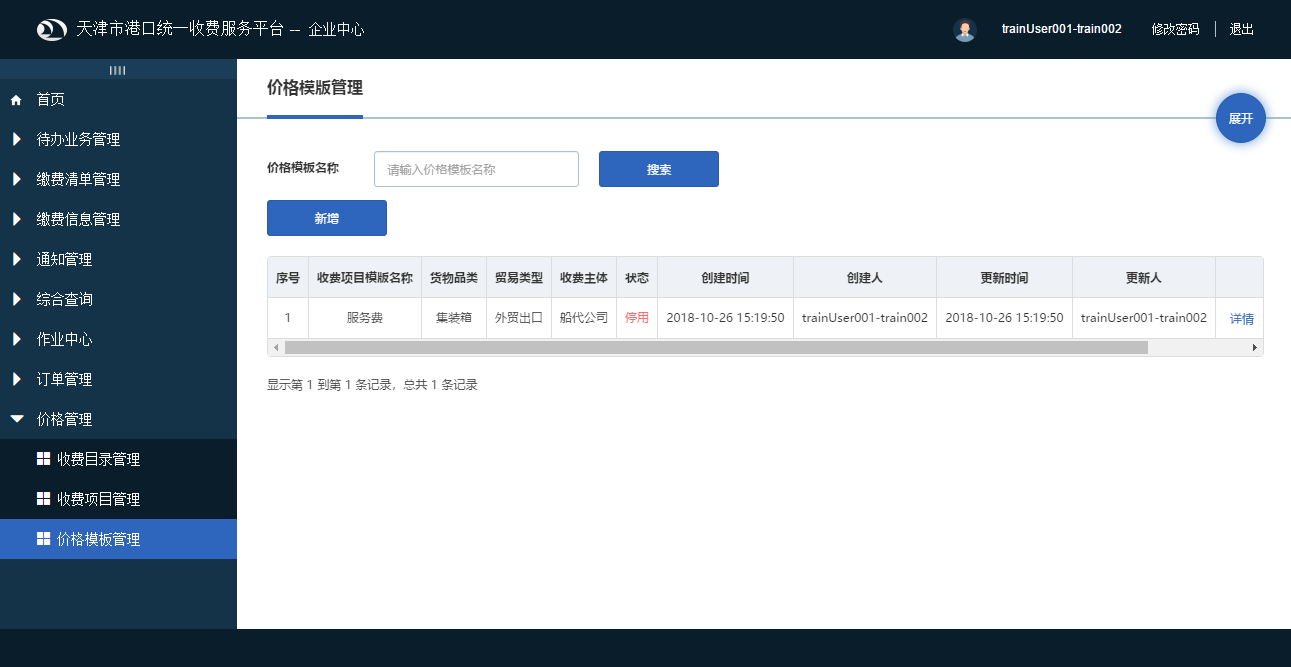 天津市港口统一收费服务平台 -- 企业中心
trainUser001-train002 修改密码 退出
首页
待办业务管理
缴费清单管理
缴费信息管理
通知管理
综合查询
作业中心
订单管理
价格管理
收费目录管理
收费项目管理
价格模板管理
价格模版管理
展开
价格模板名称 请输入价格模板名称 搜索
新增
序号 收费项目模版名称 货物品类 贸易类型 收费主体 状态 创建时间 创建人 更新时间 更新人
1 服务费 集装箱 外贸出口 船代公司 停用 2018-10-26 15:19:50 trainUser001-train002 2018-10-26 15:19:50 trainUser001-train002 详情
显示第 1 到第 1 条记录，总共 1 条记录